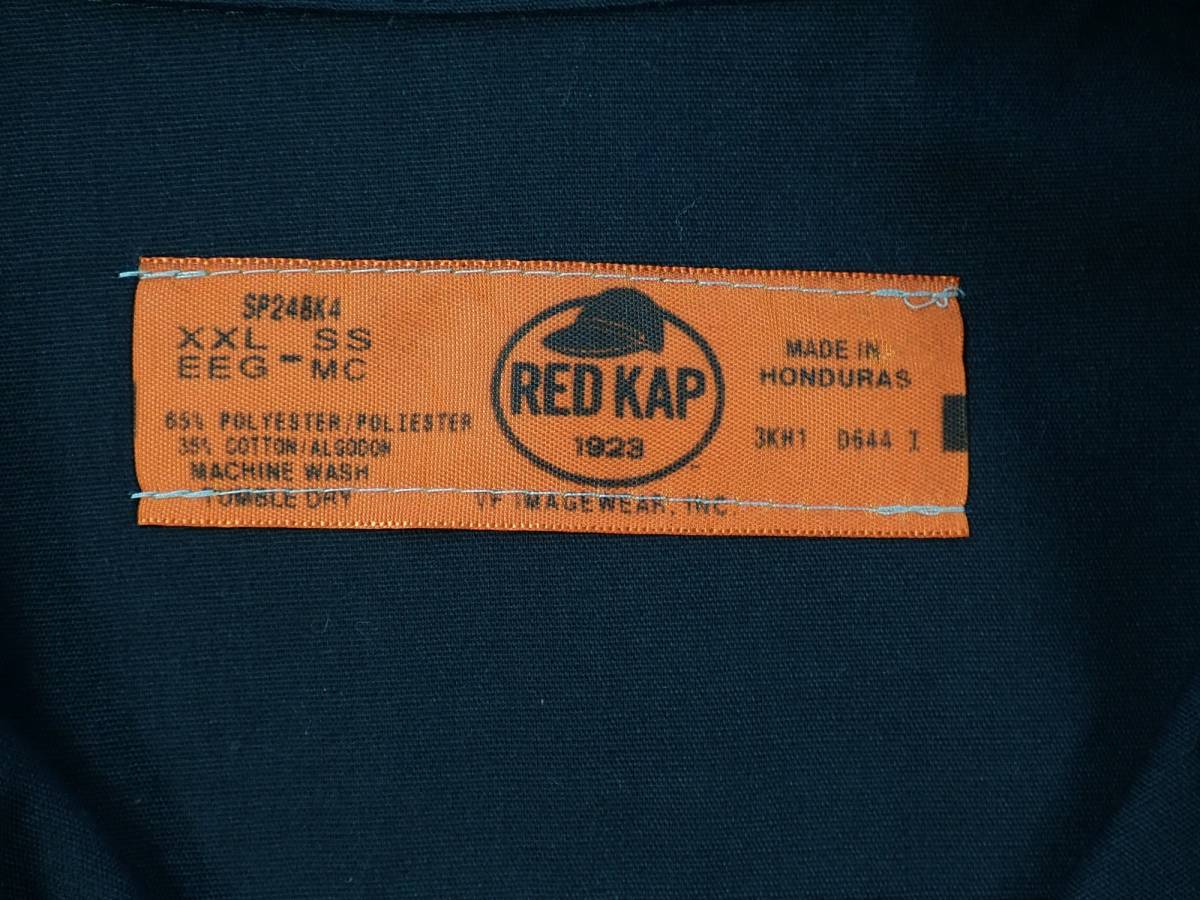 SP24BK4
XXL - SS
EEG - MC
65% POLYESTER/POLIESTER
35% COTTON/ALGODON
MACHINE WASH
TUMBLE DRY
RED KAP
1923
VF IMAGEWEAR, INC
MADE IN
HONDURAS
3KH1 D644 I